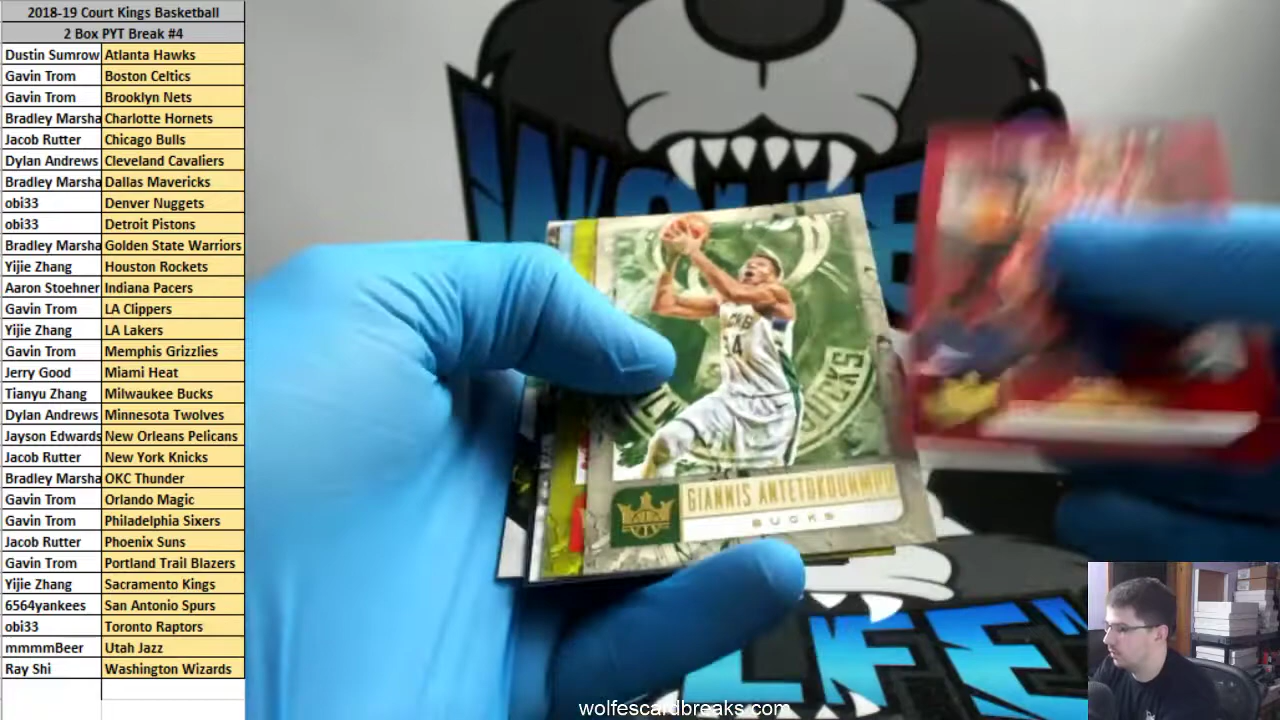 2018-19 Court Kings Basketball
2 Box PYT Break #4
Dustin Sumrow Atlanta Hawks
Gavin Trom Boston Celtics
Gavin Trom Brooklyn Nets
Bradley Marsha Charlotte Hornets
Jacob Rutter Chicago Bulls
Dylan Andrews Cleveland Cavaliers
Bradley Marsha Dallas Mavericks
obi33 Denver Nuggets
obi33 Detroit Pistons
Bradley Marsha Golden State Warriors
Yijie Zhang Houston Rockets
Aaron Stoehner Indiana Pacers
Gavin Trom LA Clippers
Yijie Zhang LA Lakers
Gavin Trom Memphis Grizzlies
Jerry Good Miami Heat
Tianyu Zhang Milwaukee Bucks
Dylan Andrews Minnesota Twolves
Jayson Edwards New Orleans Pelicans
Jacob Rutter New York Knicks
Bradley Marsha OKC Thunder
Gavin Trom Orlando Magic
Gavin Trom Philadelphia Sixers
Jacob Rutter Phoenix Suns
Gavin Trom Portland Trail Blazers
Yijie Zhang Sacramento Kings
6564yankees San Antonio Spurs
obi33 Toronto Raptors
mmmmBeer Utah Jazz
Ray Shi Washington Wizards
34
BUCKS
GIANNIS ANTETOKOUNMPO
BUCKS
wolfescardbreaks.com